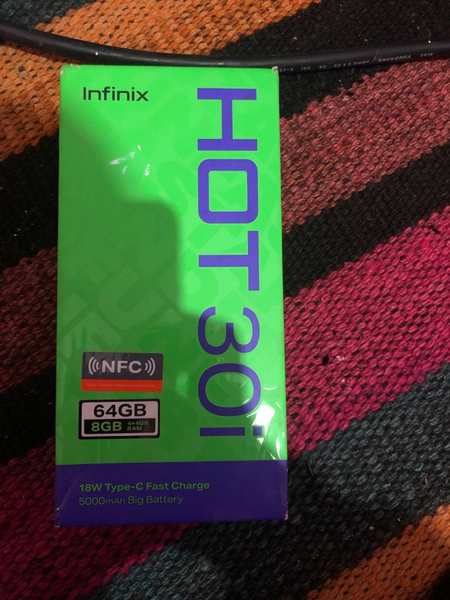 Infinix
HOT 30i
((NFC))
64GB
8GB 4+4GB RAM
18W Type-C Fast Charge
5000mAh Big Battery